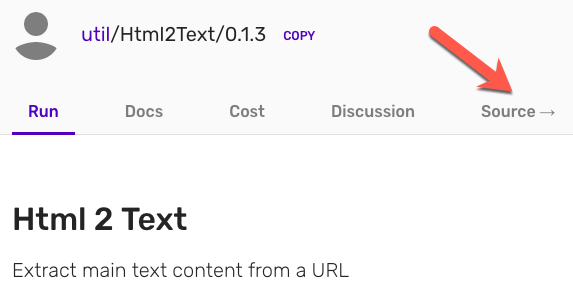 util/Html2Text/0.1.3 COPY
Run Docs Cost Discussion Source →
Html 2 Text
Extract main text content from a URL